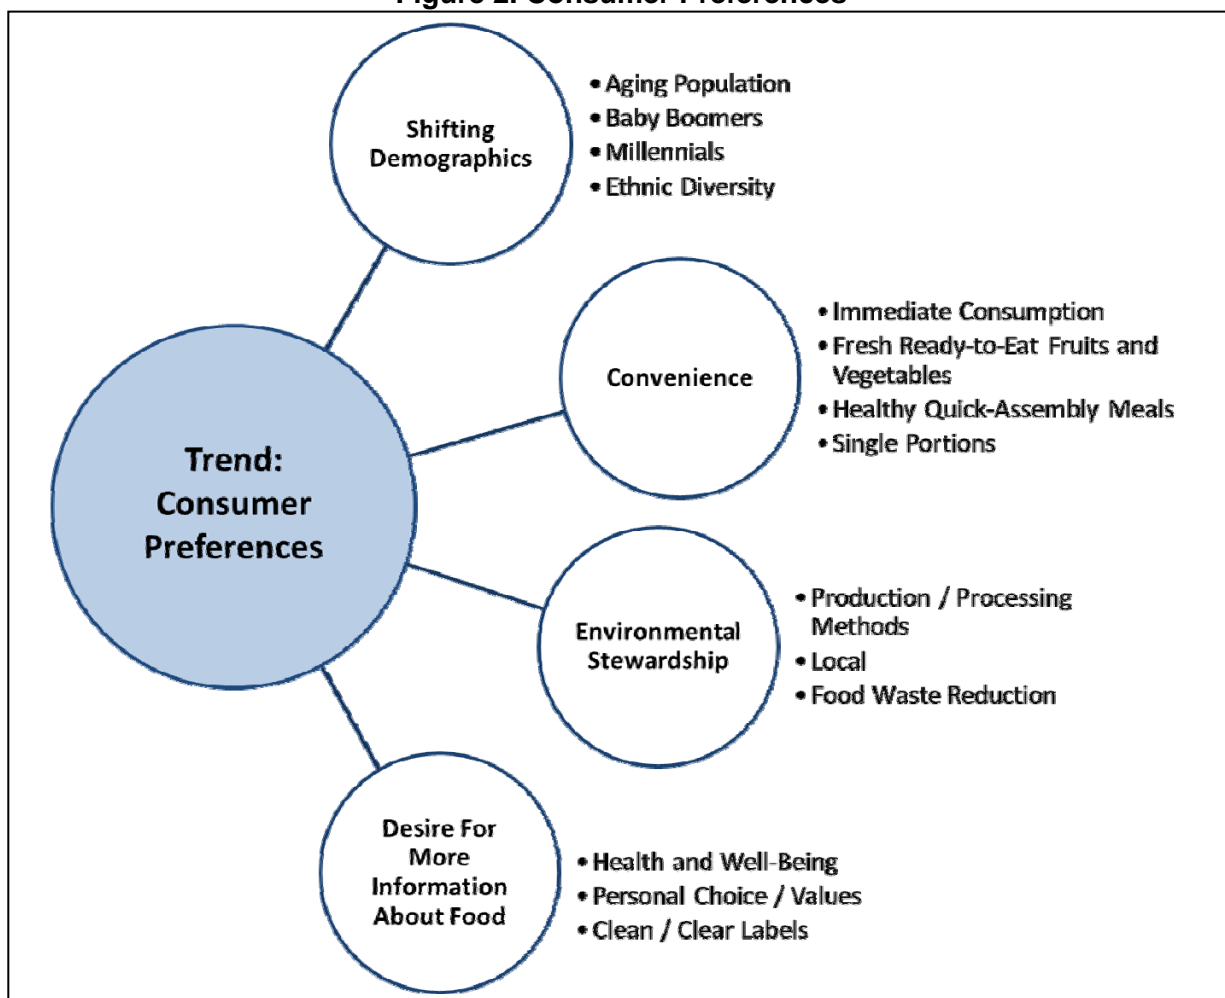 Figure 2: Consumer Preferences
Shifting
Demographics
• Aging Population
• Baby Boomers
• Millennials
• Ethnic Diversity
Convenience
• Immediate Consumption
• Fresh Ready-to-Eat Fruits and
Vegetables
• Healthy Quick-Assembly Meals
• Single Portions
Trend:
Consumer
Preferences
Environmental
Stewardship
• Production / Processing
Methods
• Local
• Food Waste Reduction
Desire For
More
Information
About Food
• Health and Well-Being
• Personal Choice / Values
• Clean / Clear Labels